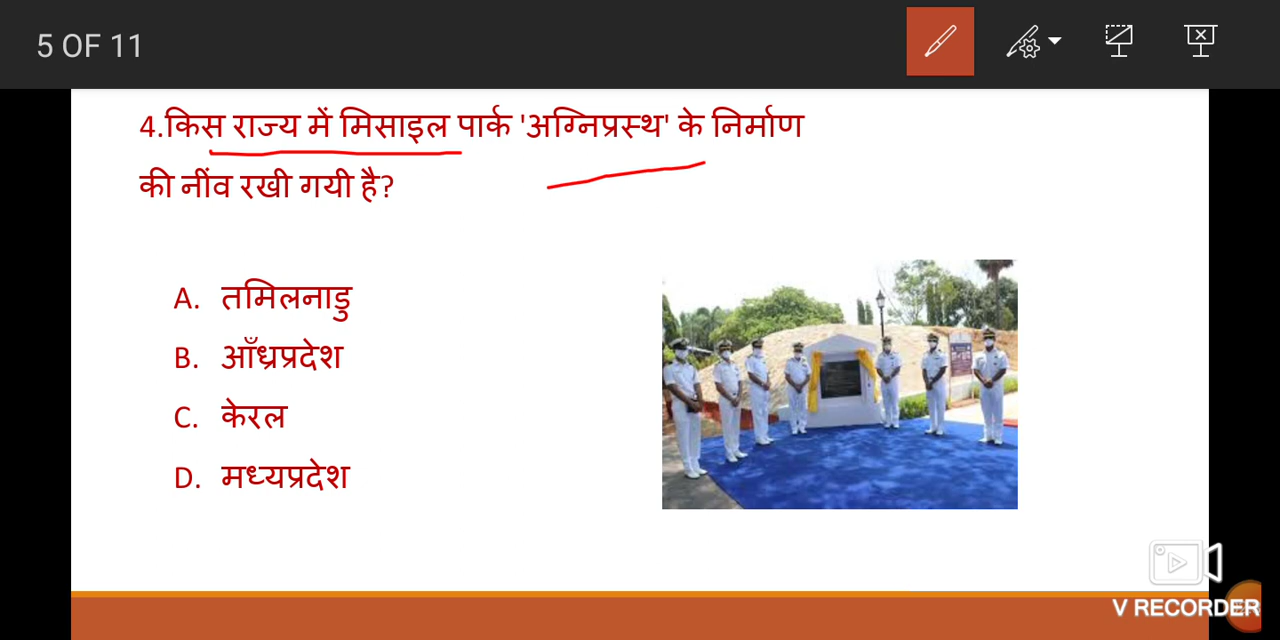 5 OF 11
4.किस राज्य में मिसाइल पार्क 'अग्निप्रस्थ' के निर्माण
की नींव रखी गयी है?
A. तमिलनाडु
B. आँध्रप्रदेश
C. केरल
D. मध्यप्रदेश
V RECORDER